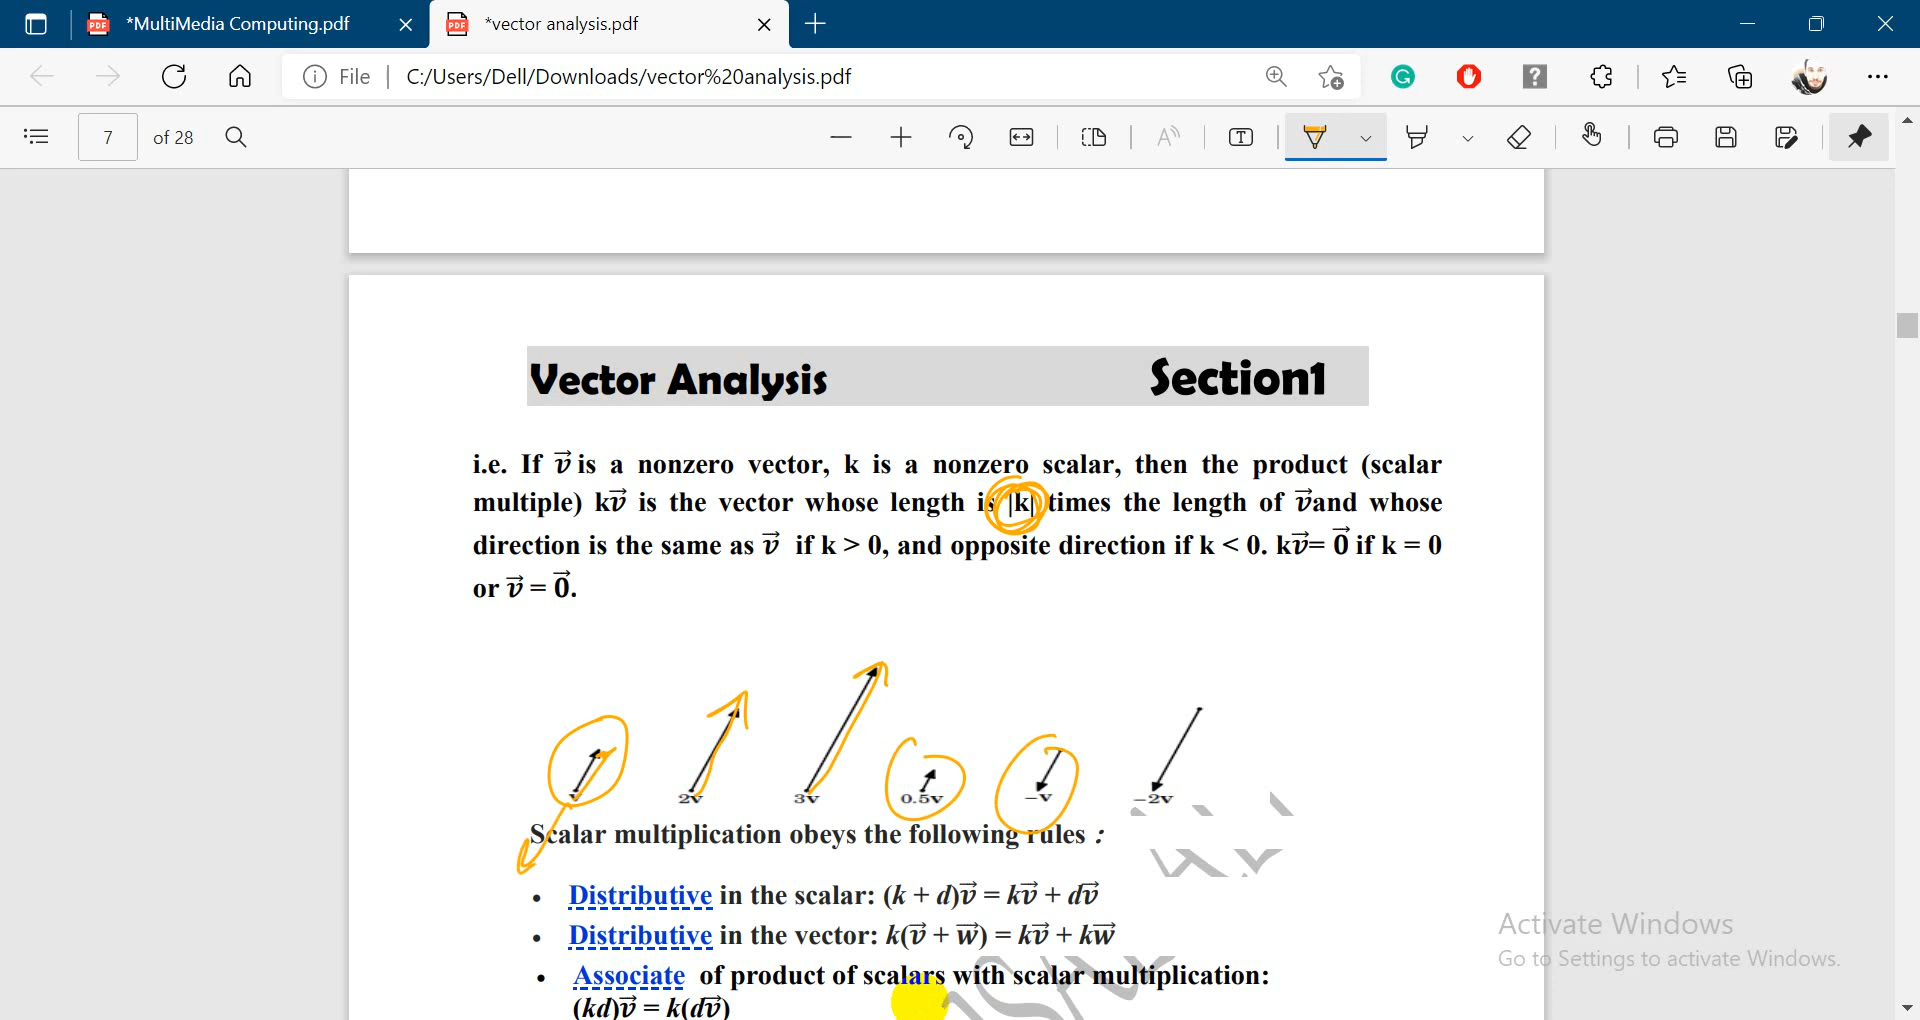 *MultiMedia Computing.pdf
*vector analysis.pdf
File
C:/Users/Dell/Downloads/vector%20analysis.pdf
7 of 28
Vector Analysis Section1
i.e. If v⃗ is a nonzero vector, k is a nonzero scalar, then the product (scalar
multiple) kv⃗ is the vector whose length is |k| times the length of v⃗and whose
direction is the same as v⃗ if k > 0, and opposite direction if k < 0. kv⃗= 0⃗ if k = 0
or v⃗ = 0⃗.
v 2v 3v 0.5v −v −2v
Scalar multiplication obeys the following rules :
• Distributive in the scalar: (k + d)v⃗ = kv⃗ + dv⃗
• Distributive in the vector: k(v⃗ + w⃗) = kv⃗ + kw⃗
• Associate of product of scalars with scalar multiplication:
(kd)v⃗ = k(dv⃗)
Activate Windows
Go to Settings to activate Windows.